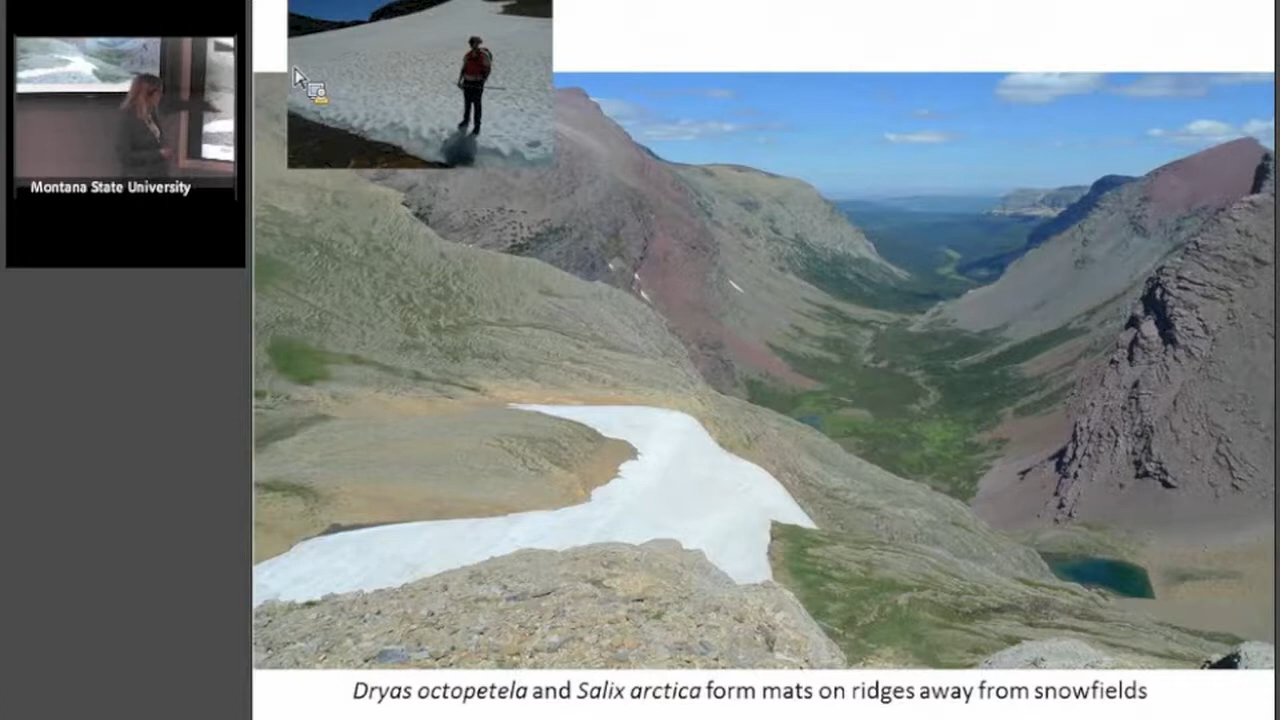 Montana State University
Dryas octopetela and Salix arctica form mats on ridges away from snowfields